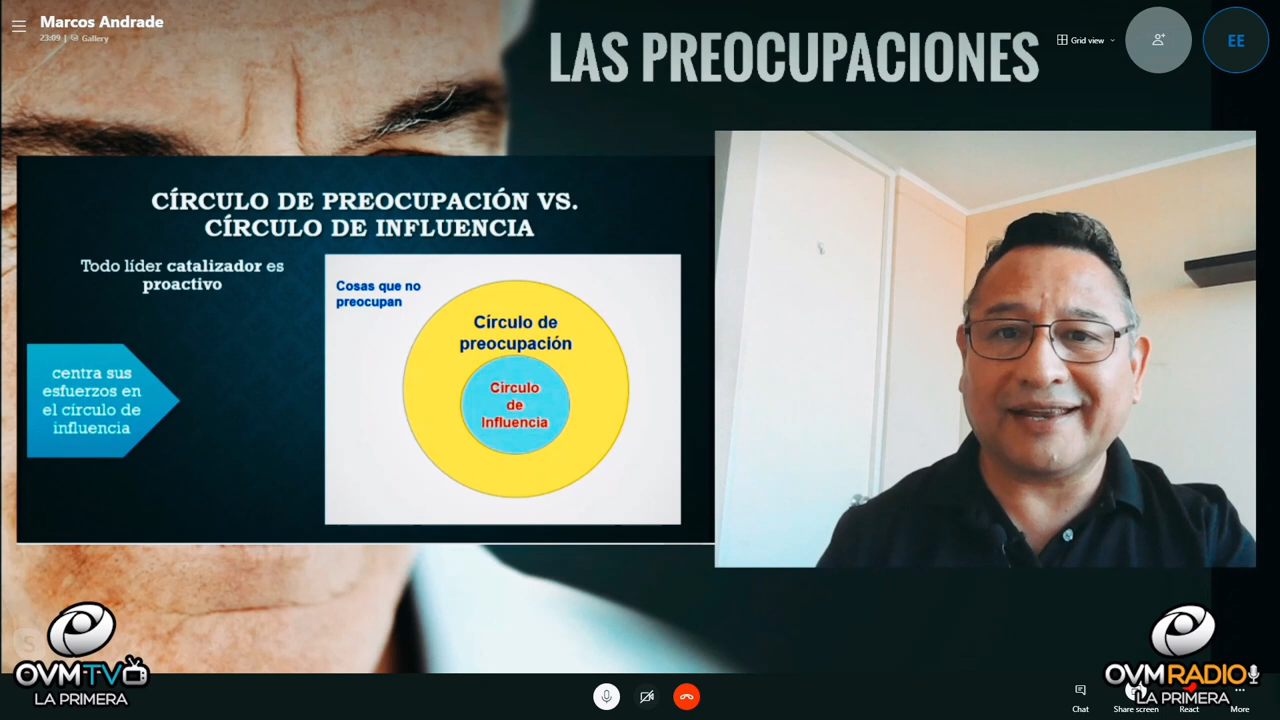 Marcos Andrade
23:09 | Gallery
LAS PREOCUPACIONES
Grid view
EE
CÍRCULO DE PREOCUPACIÓN VS.
CÍRCULO DE INFLUENCIA
Todo líder catalizador es
proactivo
centra sus
esfuerzos en
el círculo de
influencia
Cosas que no
preocupan
Círculo de
preocupación
Circulo
de
Influencia
S
OVM-TV
LA PRIMERA
OVMRADIO
LA PRIMERA
Chat
Share screen
React
More